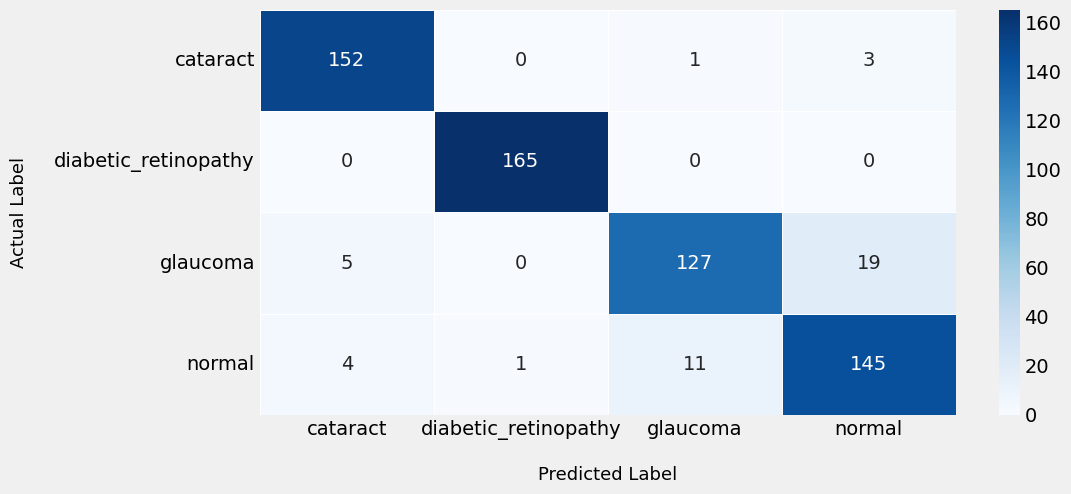 cataract 152 0 1 3
diabetic_retinopathy 0 165 0 0
glaucoma 5 0 127 19
normal 4 1 11 145
cataract diabetic_retinopathy glaucoma normal
Predicted Label
Actual Label
160
140
120
100
80
60
40
20
0